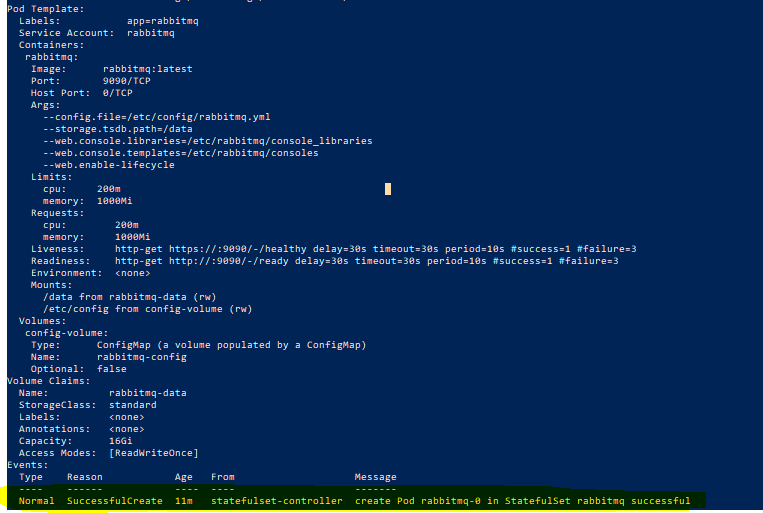 Pod Template:
Labels: app=rabbitmq
Service Account: rabbitmq
Containers:
rabbitmq:
Image: rabbitmq:latest
Port: 9090/TCP
Host Port: 0/TCP
Args:
--config.file=/etc/config/rabbitmq.yml
--storage.tsdb.path=/data
--web.console.libraries=/etc/rabbitmq/console_libraries
--web.console.templates=/etc/rabbitmq/consoles
--web.enable-lifecycle
Limits:
cpu: 200m
memory: 1000Mi
Requests:
cpu: 200m
memory: 1000Mi
Liveness: http-get https://:9090/-/healthy delay=30s timeout=30s period=10s #success=1 #failure=3
Readiness: http-get http://:9090/-/ready delay=30s timeout=30s period=10s #success=1 #failure=3
Environment: <none>
Mounts:
/data from rabbitmq-data (rw)
/etc/config from config-volume (rw)
Volumes:
config-volume:
Type: ConfigMap (a volume populated by a ConfigMap)
Name: rabbitmq-config
Optional: false
Volume Claims:
Name: rabbitmq-data
StorageClass: standard
Labels: <none>
Annotations: <none>
Capacity: 16Gi
Access Modes: [ReadWriteOnce]
Events:
Type Reason Age From Message
---- ------ ---- ---- -------
Normal SuccessfulCreate 11m statefulset-controller create Pod rabbitmq-0 in StatefulSet rabbitmq successful